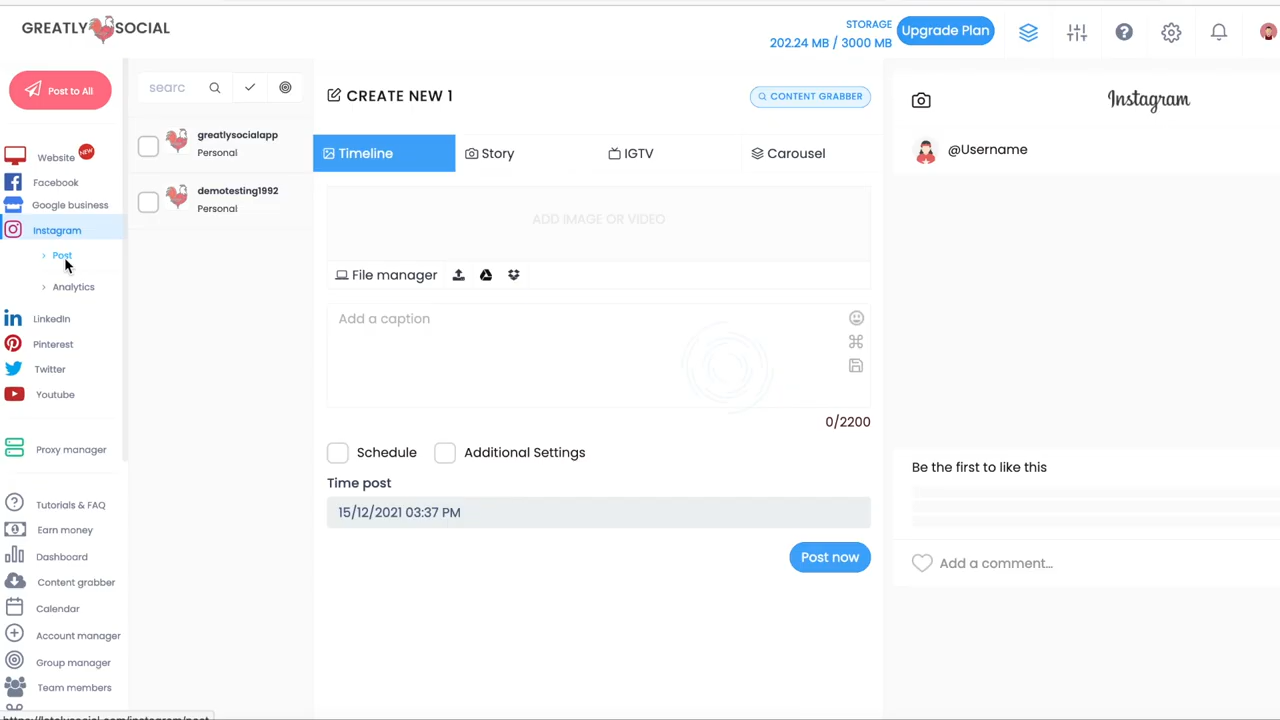 GREATLY SOCIAL
STORAGE
202.24 MB / 3000 MB
Upgrade Plan
Post to All
searc
Website NEW
Facebook
Google business
Instagram
Post
Analytics
LinkedIn
Pinterest
Twitter
Youtube
Proxy manager
Tutorials & FAQ
Earn money
Dashboard
Content grabber
Calendar
Account manager
Group manager
Team members
greatlysocialapp
Personal
demotesting1992
Personal
CREATE NEW 1
CONTENT GRABBER
Timeline
Story
IGTV
Carousel
ADD IMAGE OR VIDEO
File manager
Add a caption
0/2200
Schedule
Additional Settings
Time post
15/12/2021 03:37 PM
Post now
Instagram
@Username
Be the first to like this
Add a comment...